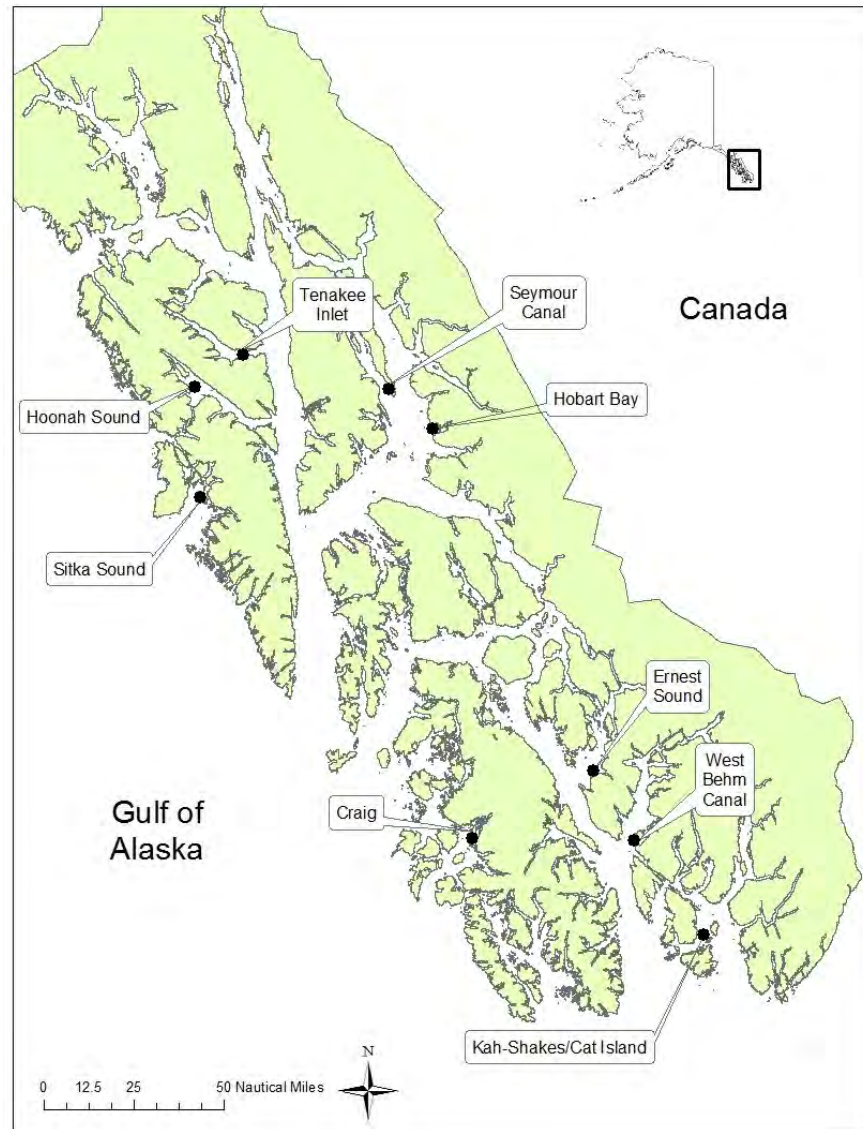 Tenakee
Inlet
Seymour
Canal
Canada
Hoonah Sound
Hobart Bay
Sitka Sound
Ernest
Sound
West
Behm
Canal
Gulf of
Alaska
Craig
Kah-Shakes/Cat Island
N
0 12.5 25 50 Nautical Miles